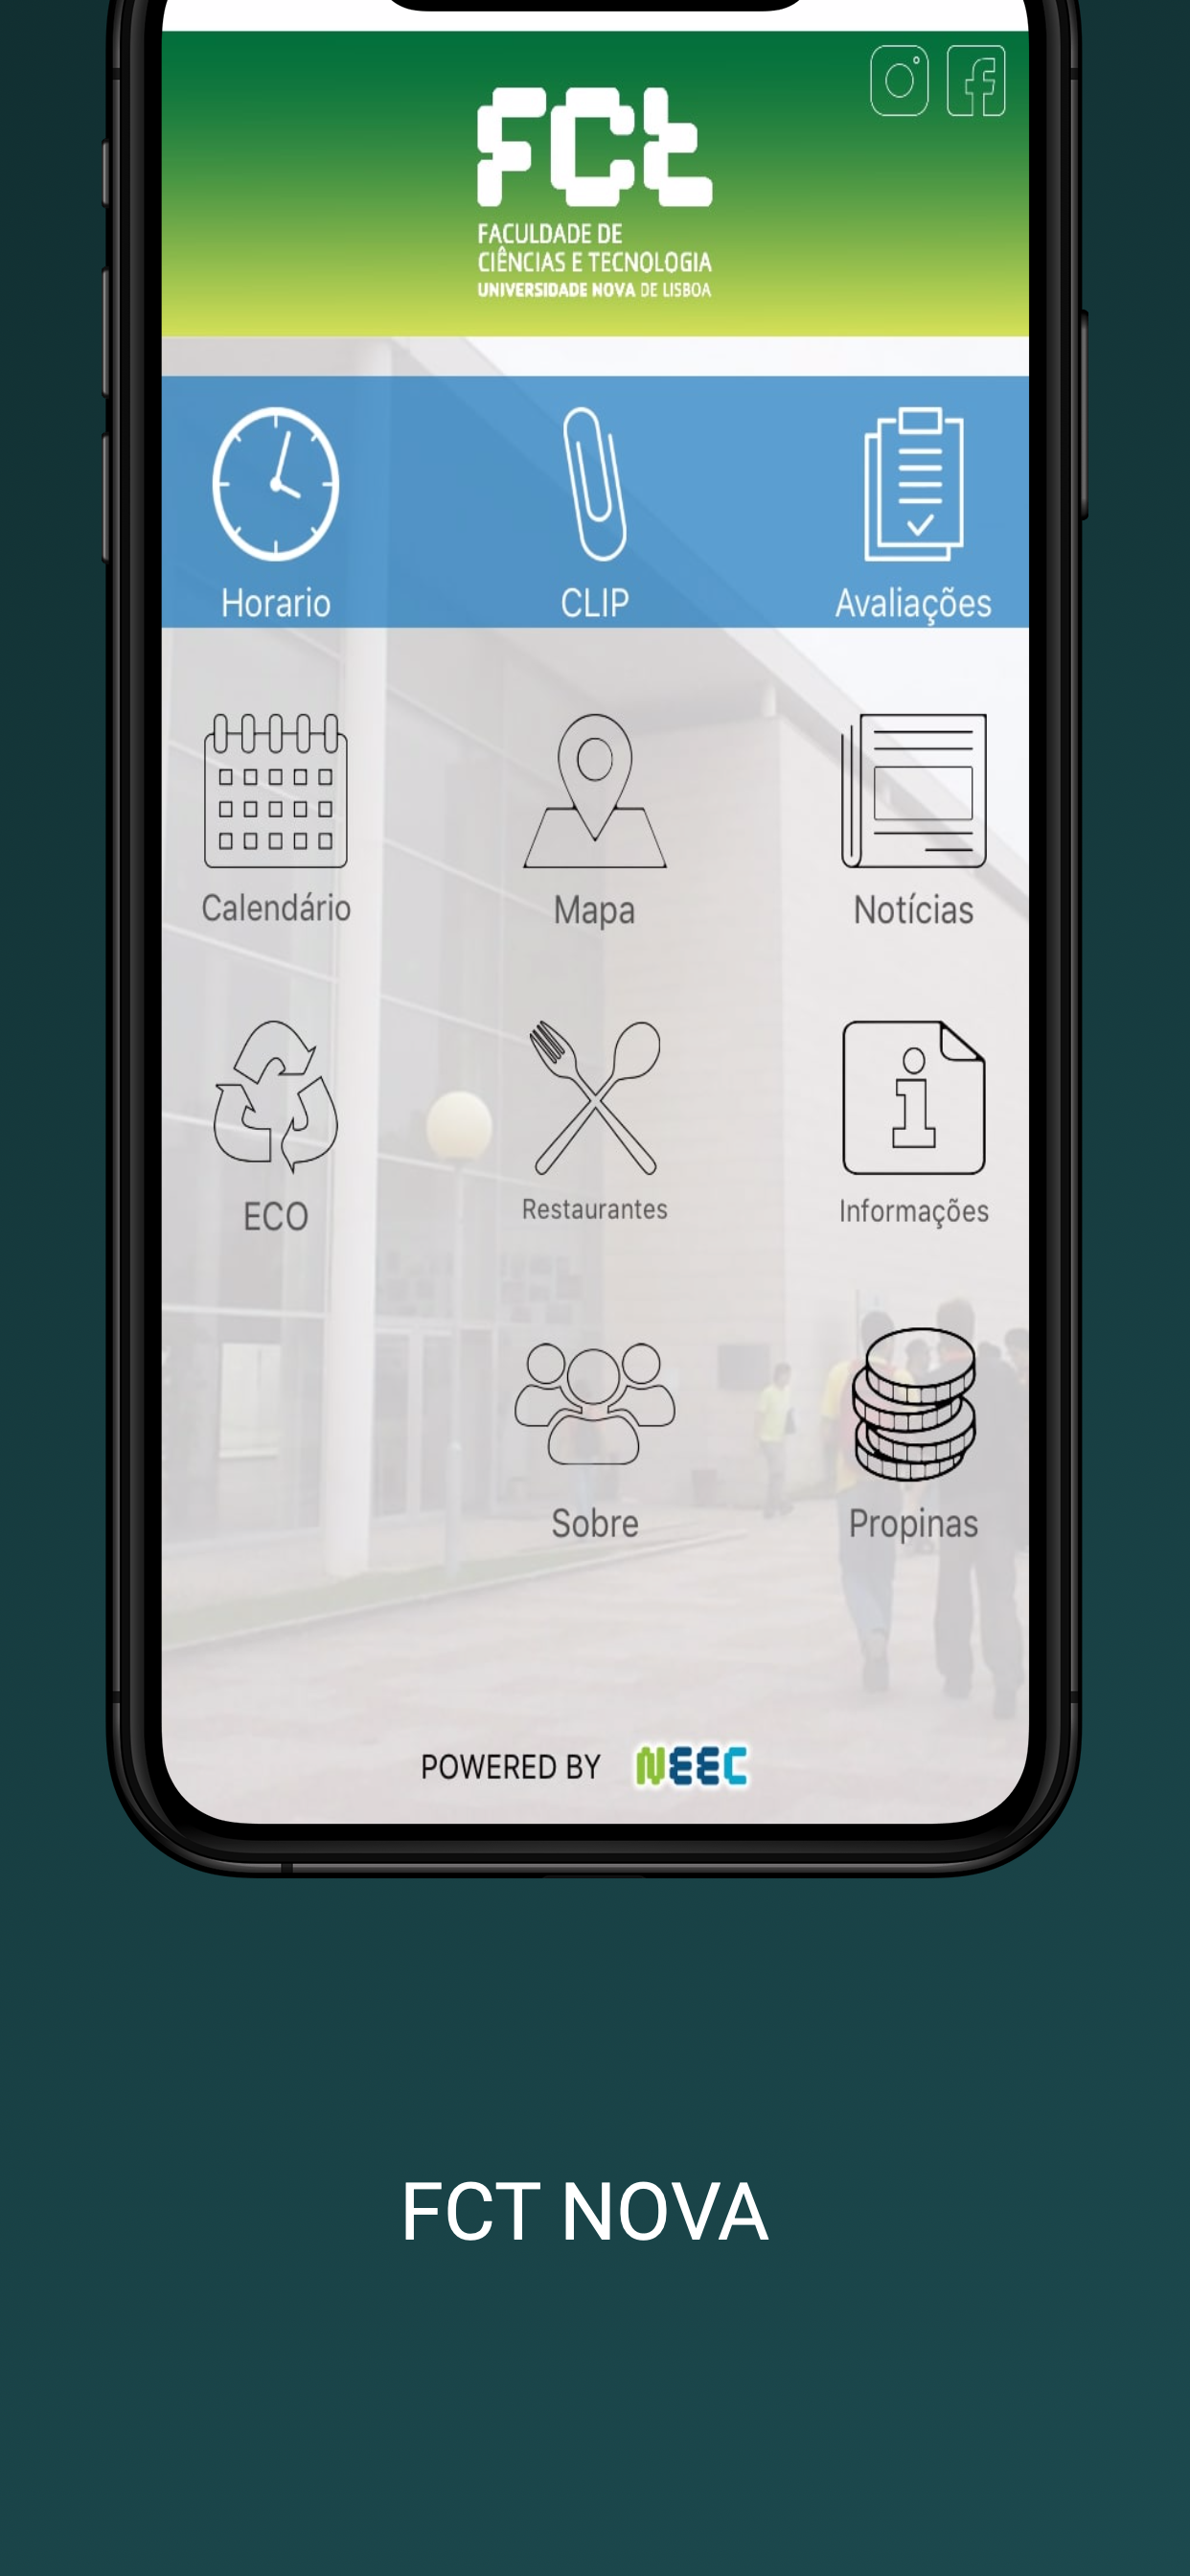 FCt
FACULDADE DE
CIÊNCIAS E TECNOLOGIA
UNIVERSIDADE NOVA DE LISBOA
Horario
CLIP
Avaliações
Calendário
Mapa
Notícias
ECO
Restaurantes
Informações
Sobre
Propinas
POWERED BY NEEC
FCT NOVA